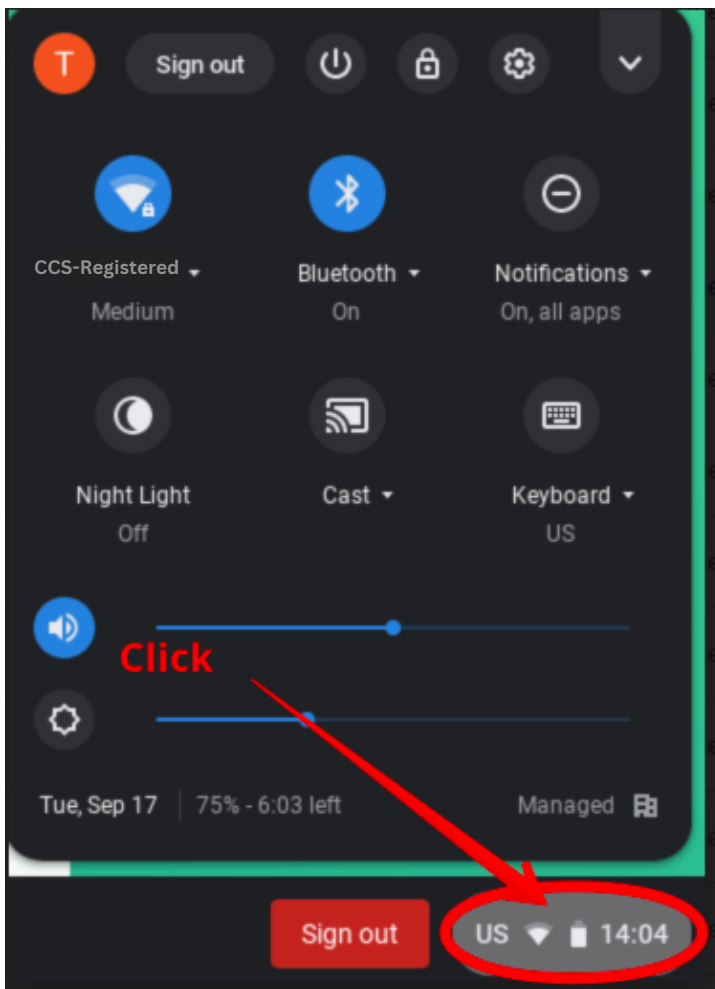 T Sign out
CCS-Registered
Medium
Bluetooth
On
Notifications
On, all apps
Night Light
Off
Cast
Keyboard
US
Click
Tue, Sep 17 75% - 6:03 left Managed
Sign out US 14:04